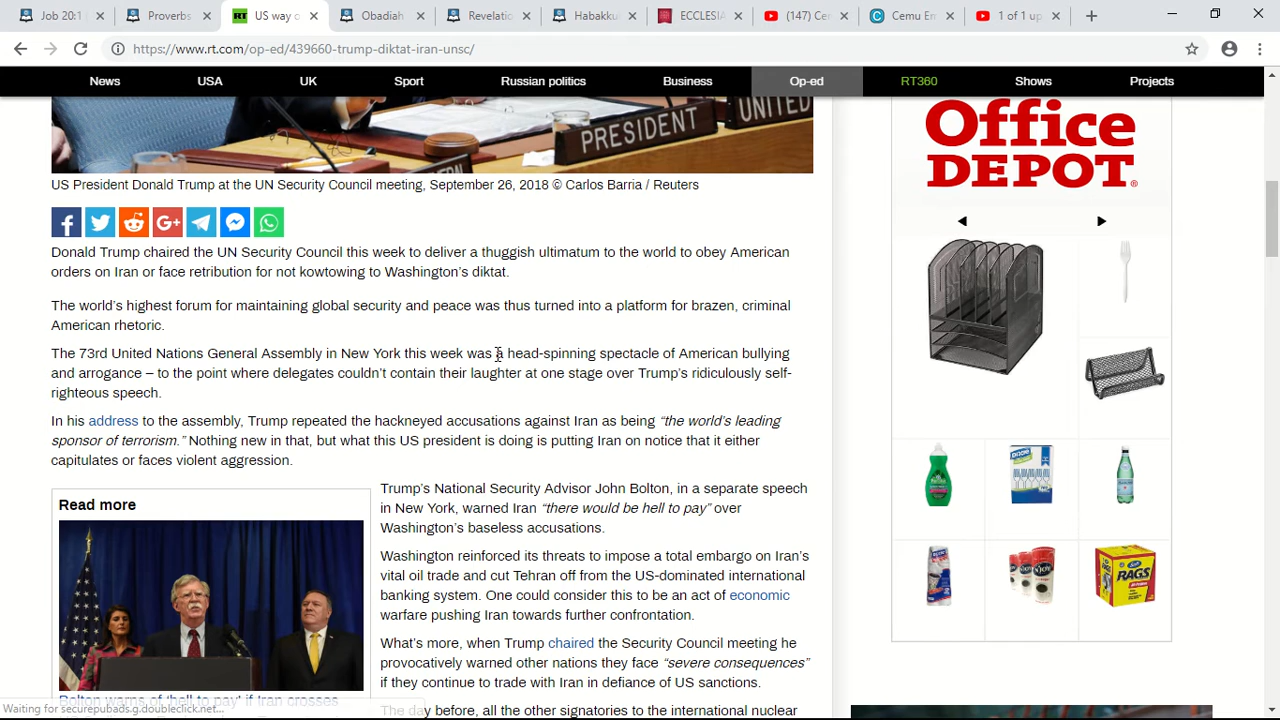 Job 20:1
Proverbs
US way o
Obadiah
Revelatio
Habakku
ECCLESIA
(147) Cer
Cemu Em
1 of 1 up
https://www.rt.com/op-ed/439660-trump-diktat-iran-unsc/
News USA UK Sport Russian politics Business Op-ed RT360 Shows Projects
PRESIDENT
UNITED
US President Donald Trump at the UN Security Council meeting, September 26, 2018 © Carlos Barria / Reuters
Donald Trump chaired the UN Security Council this week to deliver a thuggish ultimatum to the world to obey American
orders on Iran or face retribution for not kowtowing to Washington's diktat.
The world's highest forum for maintaining global security and peace was thus turned into a platform for brazen, criminal
American rhetoric.
The 73rd United Nations General Assembly in New York this week was a head-spinning spectacle of American bullying
and arrogance – to the point where delegates couldn't contain their laughter at one stage over Trump's ridiculously self-
righteous speech.
In his address to the assembly, Trump repeated the hackneyed accusations against Iran as being "the world's leading
sponsor of terrorism." Nothing new in that, but what this US president is doing is putting Iran on notice that it either
capitulates or faces violent aggression.
Read more
Bolton warns of 'hell to pay' if Iran crosses
Trump's National Security Advisor John Bolton, in a separate speech
in New York, warned Iran "there would be hell to pay" over
Washington's baseless accusations.
Washington reinforced its threats to impose a total embargo on Iran's
vital oil trade and cut Tehran off from the US-dominated international
banking system. One could consider this to be an act of economic
warfare pushing Iran towards further confrontation.
What's more, when Trump chaired the Security Council meeting he
provocatively warned other nations they face "severe consequences"
if they continue to trade with Iran in defiance of US sanctions.
The day before, all the other signatories to the international nuclear
Office
DEPOT
RAGS
Waiting for securepubads-g.doubleclick.net...